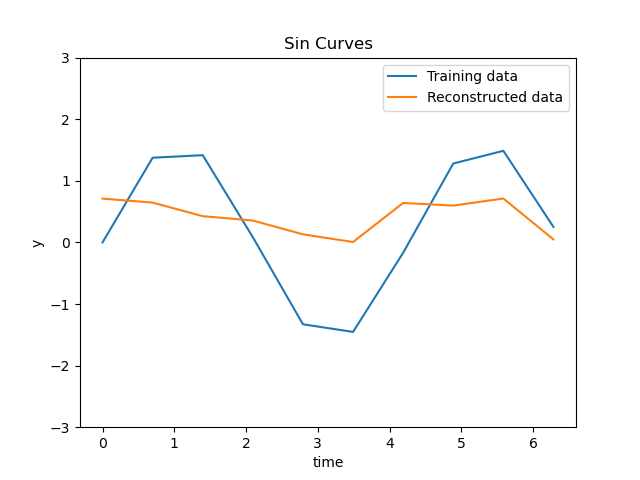 Sin Curves
Training data
Reconstructed data
3
2
1
0
−1
−2
−3
y
0 1 2 3 4 5 6
time